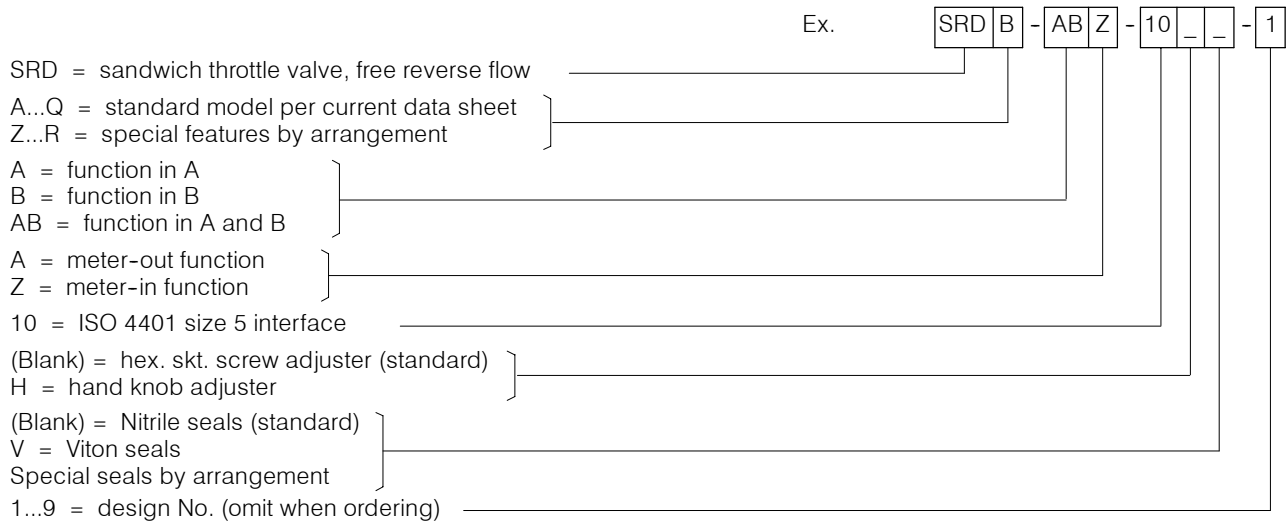 Ex. SRD B - AB Z - 10 _ _ - 1
SRD = sandwich throttle valve, free reverse flow
A...Q = standard model per current data sheet
Z...R = special features by arrangement
A = function in A
B = function in B
AB = function in A and B
A = meter-out function
Z = meter-in function
10 = ISO 4401 size 5 interface
(Blank) = hex. skt. screw adjuster (standard)
H = hand knob adjuster
(Blank) = Nitrile seals (standard)
V = Viton seals
Special seals by arrangement
1...9 = design No. (omit when ordering)